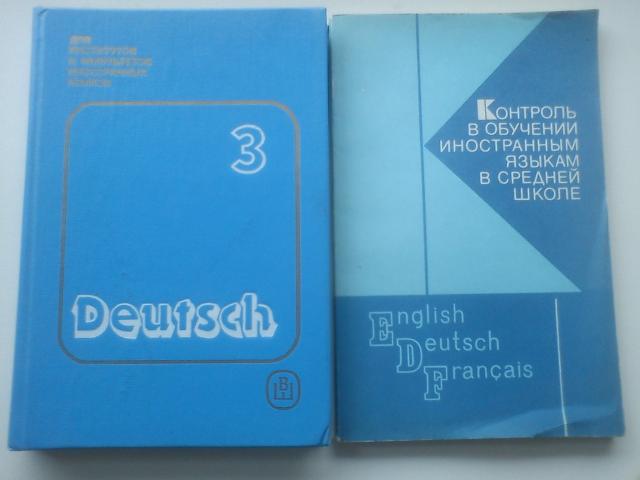 ДЛЯ
ИНСТИТУТОВ
И ФАКУЛЬТЕТОВ
ИНОСТРАННЫХ
ЯЗЫКОВ
3
Deutsch
КОНТРОЛЬ
В ОБУЧЕНИИ
ИНОСТРАННЫМ
ЯЗЫКАМ
В СРЕДНЕЙ
ШКОЛЕ
English
Deutsch
Français